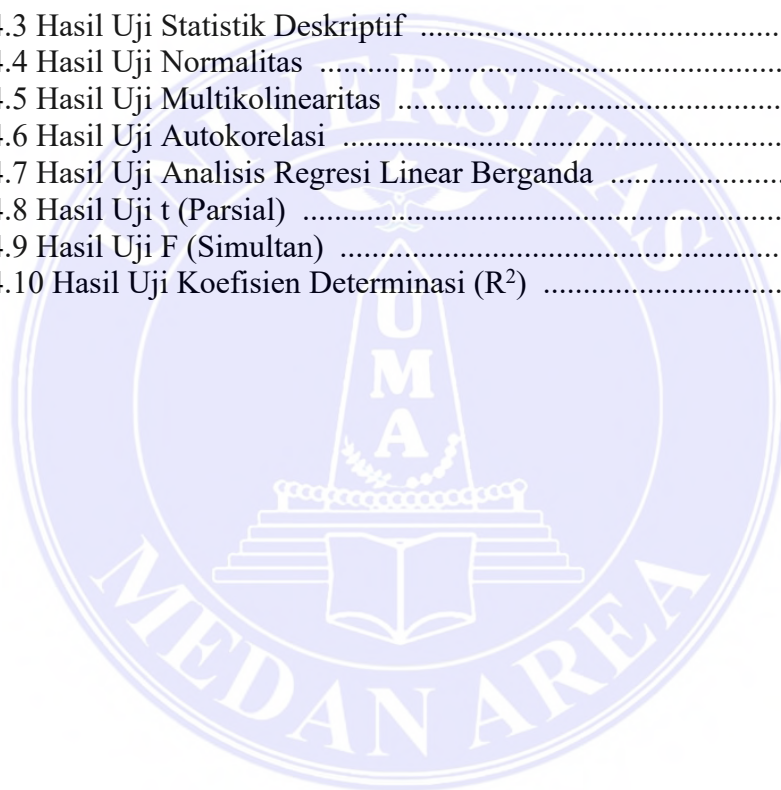 4.3 Hasil Uji Statistik Deskriptif ................................................
4.4 Hasil Uji Normalitas ................................................................
4.5 Hasil Uji Multikolinearitas ......................................................
4.6 Hasil Uji Autokorelasi .............................................................
4.7 Hasil Uji Analisis Regresi Linear Berganda ........................
4.8 Hasil Uji t (Parsial) ..................................................................
4.9 Hasil Uji F (Simultan) .............................................................
4.10 Hasil Uji Koefisien Determinasi (R²) .................................
UNIVERSITAS
UMA
MEDAN AREA